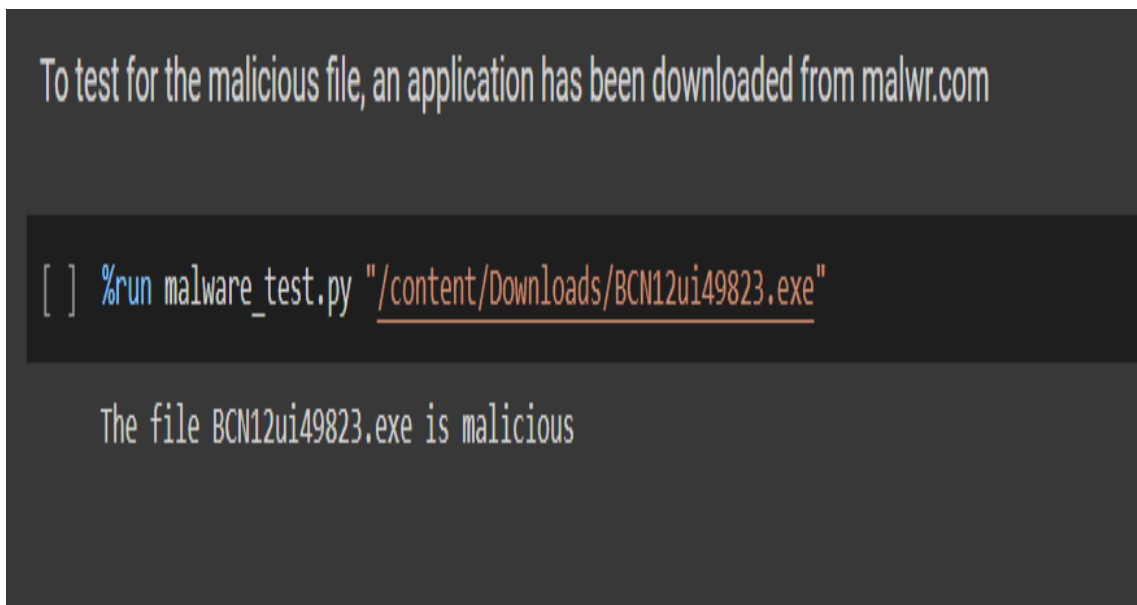 To test for the malicious file, an application has been downloaded from malwr.com
[ ] %run malware_test.py "/content/Downloads/BCN12ui49823.exe"
The file BCN12ui49823.exe is malicious